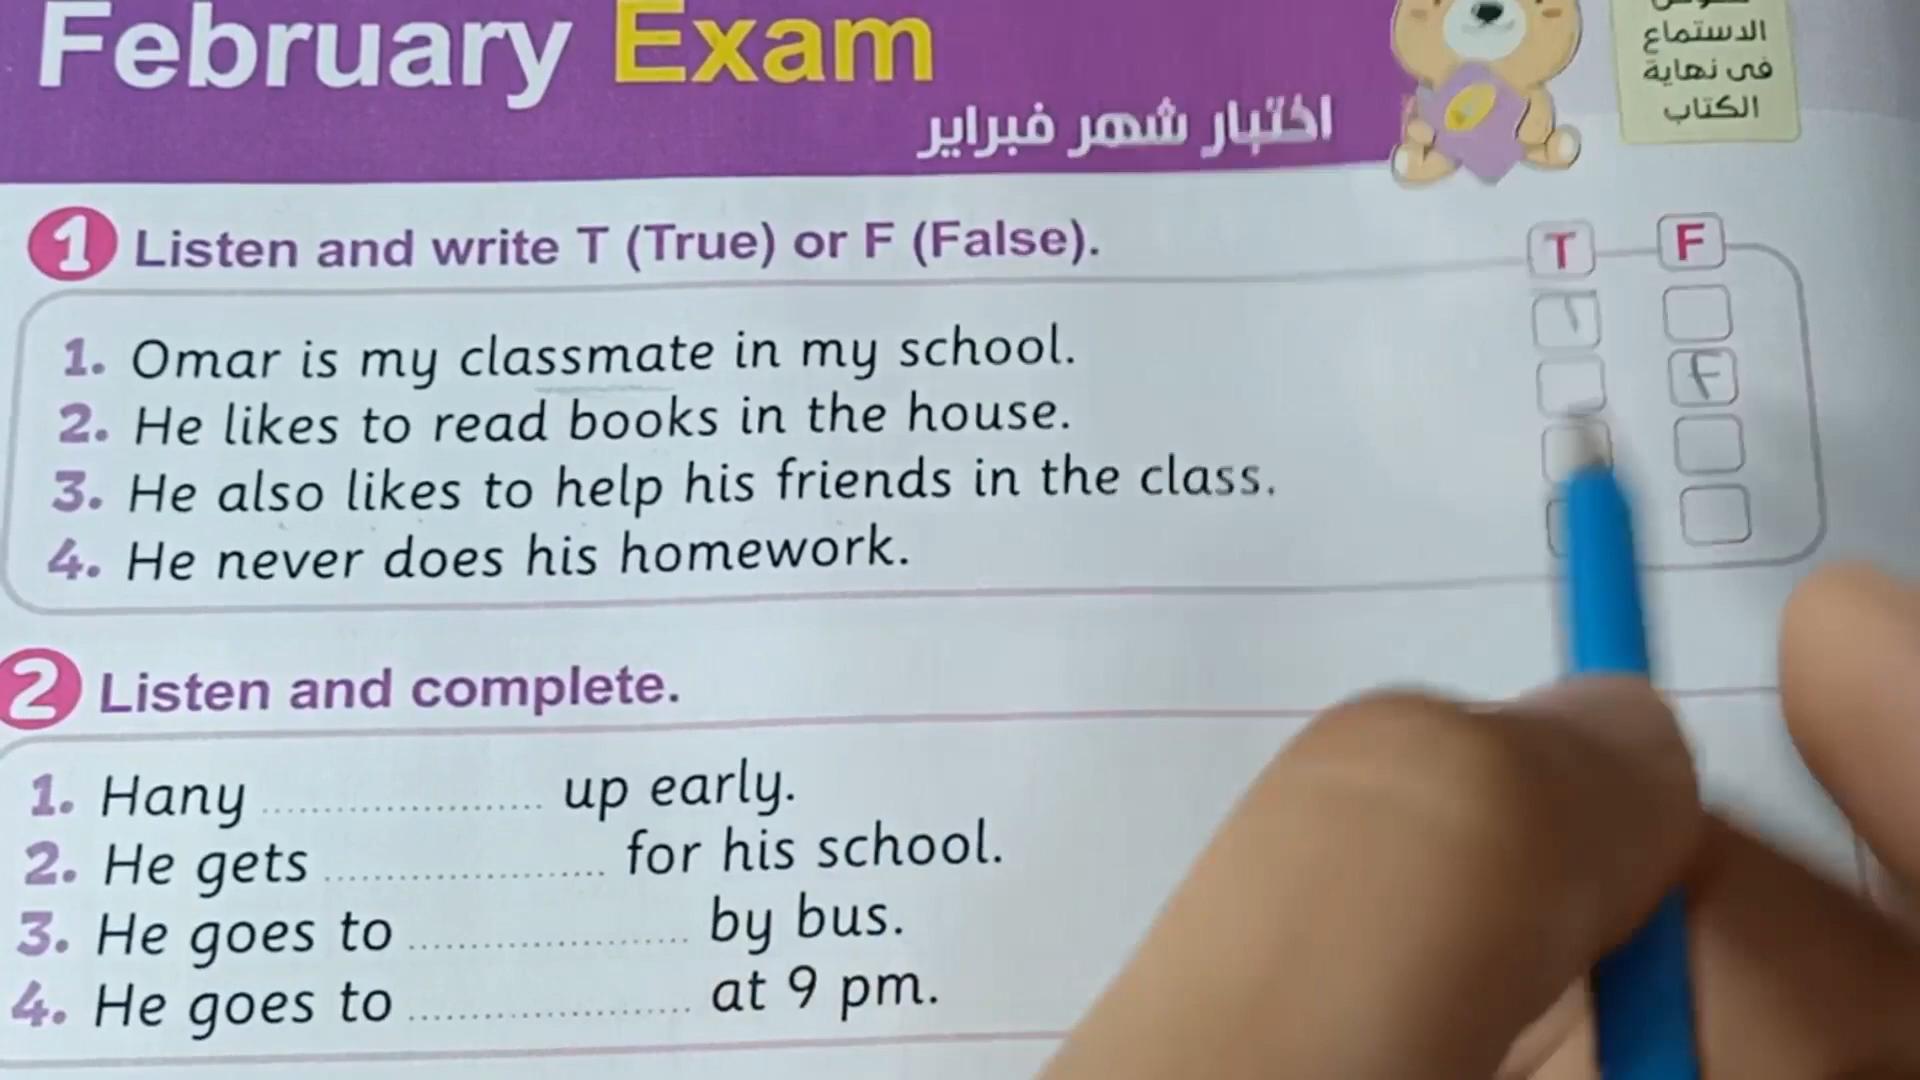 February Exam
اختبار شهر فبراير
الاستماع
فى نهاية
الكتاب
1 Listen and write T (True) or F (False).
T F
1. Omar is my classmate in my school.
2. He likes to read books in the house.
F
3. He also likes to help his friends in the class.
4. He never does his homework.
2 Listen and complete.
1. Hany ........................ up early.
2. He gets ........................ for his school.
3. He goes to ........................ by bus.
4. He goes to ........................ at 9 pm.